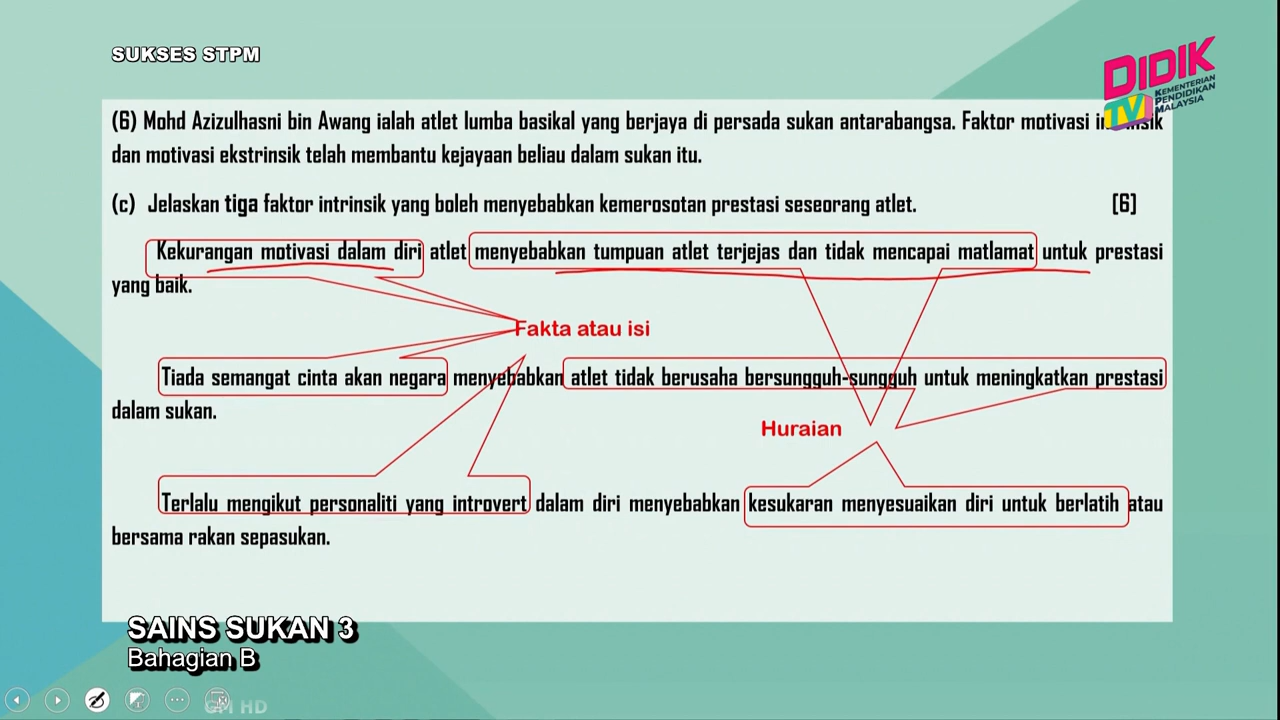 SUKSES STPM
DIDIK
TV
KEMENTERIAN
PENDIDIKAN
MALAYSIA
(6) Mohd Azizulhasni bin Awang ialah atlet lumba basikal yang berjaya di persada sukan antarabangsa. Faktor motivasi intrinsik
dan motivasi ekstrinsik telah membantu kejayaan beliau dalam sukan itu.
(c) Jelaskan tiga faktor intrinsik yang boleh menyebabkan kemerosotan prestasi seseorang atlet. [6]
Kekurangan motivasi dalam diri atlet menyebabkan tumpuan atlet terjejas dan tidak mencapai matlamat untuk prestasi
yang baik.
Fakta atau isi
Tiada semangat cinta akan negara menyebabkan atlet tidak berusaha bersungguh-sungguh untuk meningkatkan prestasi
dalam sukan.
Huraian
Terlalu mengikut personaliti yang introvert dalam diri menyebabkan kesukaran menyesuaikan diri untuk berlatih atau
bersama rakan sepasukan.
SAINS SUKAN 3
Bahagian B
GM HD